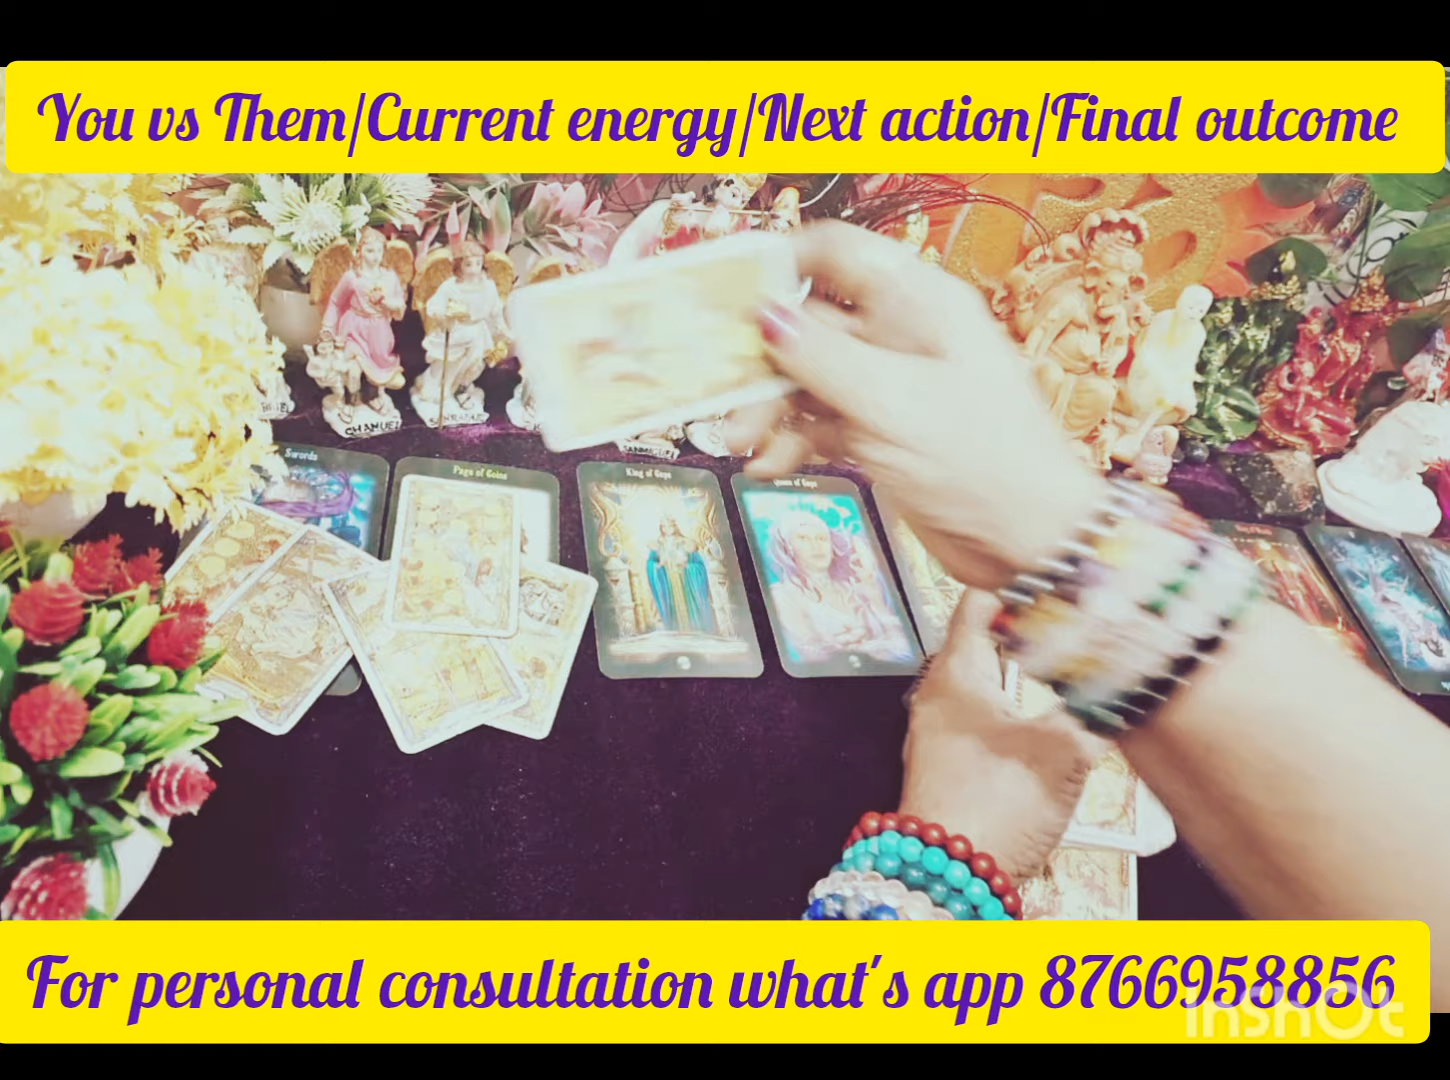 You vs Them/Current energy/Next action/Final outcome
CHAMUEL
Swords
Page of Coins
King of Cups
Queen of Cups
For personal consultation what's app 8766958856
InShOt